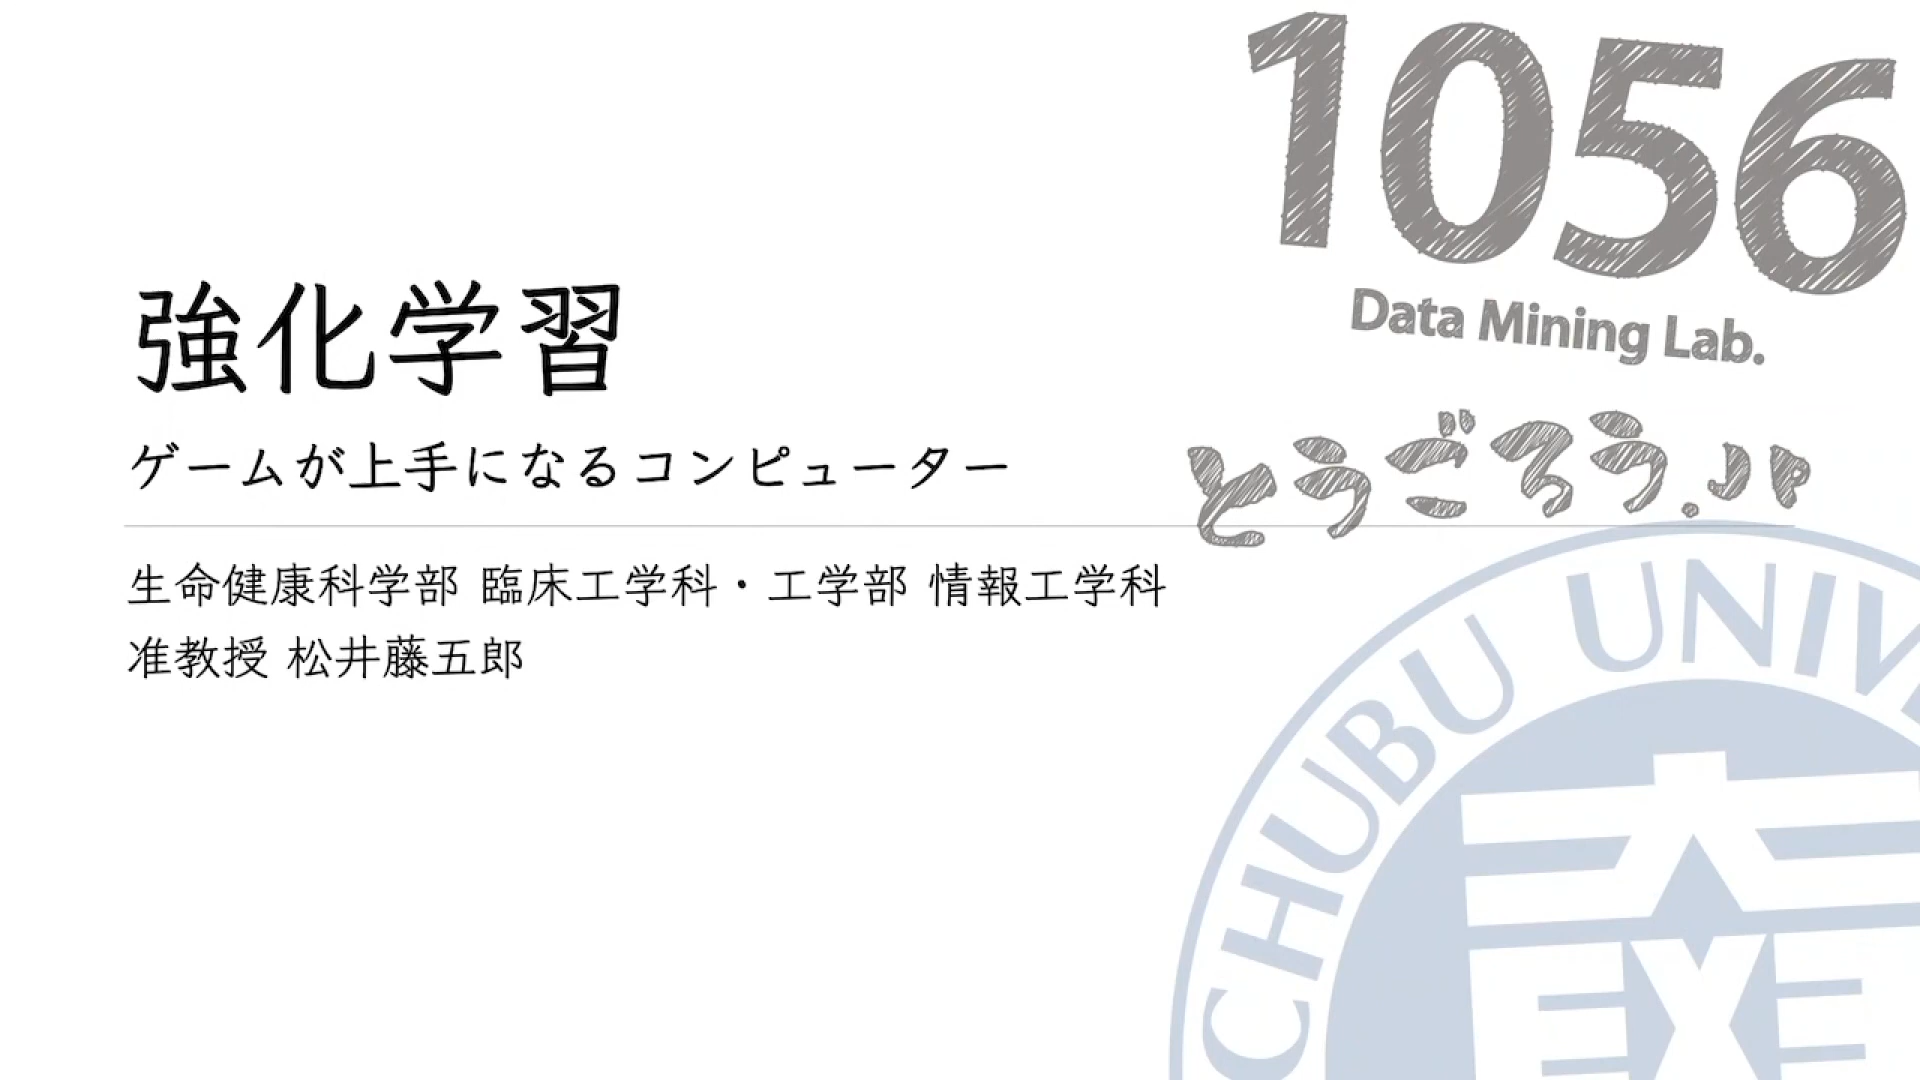 1056
Data Mining Lab.
とうごろう.JP
強化学習
ゲームが上手になるコンピューター
生命健康科学部 臨床工学科・工学部 情報工学科
准教授 松井藤五郎
CHUBU UNIV